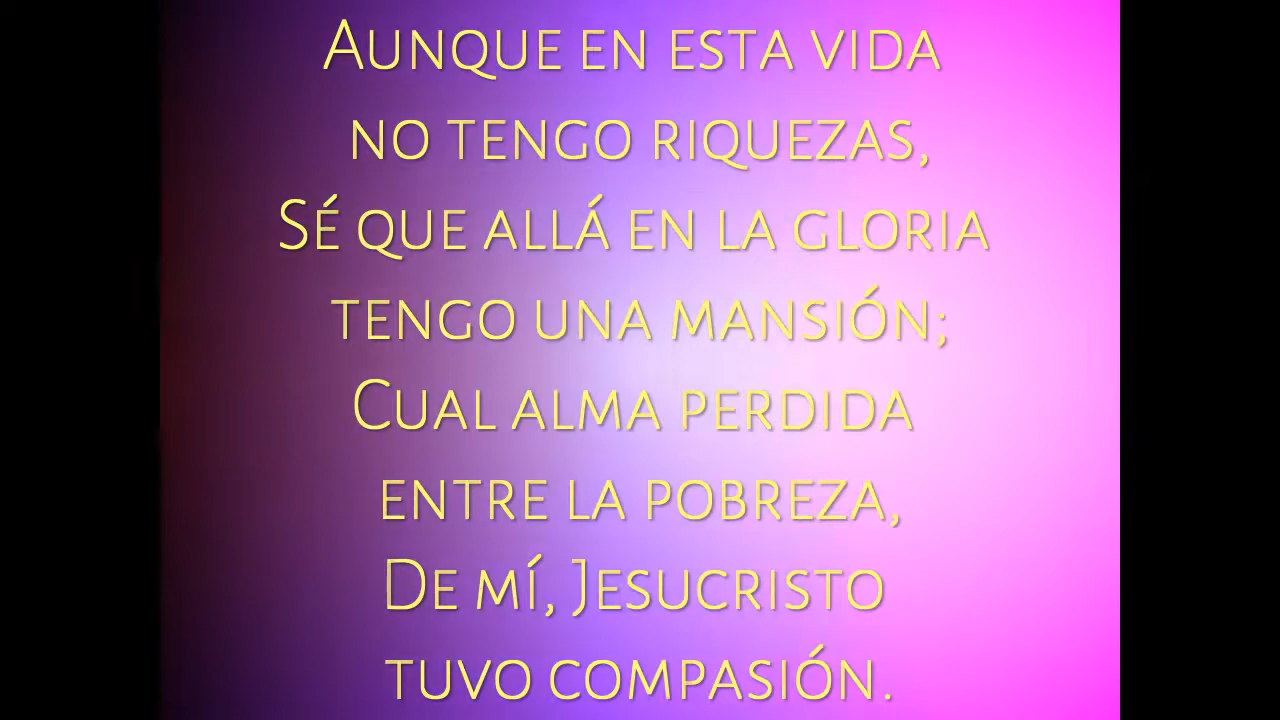 Aunque en esta vida
no tengo riquezas,
Sé que allá en la gloria
tengo una mansión;
Cual alma perdida
entre la pobreza,
De mí, Jesucristo
tuvo compasión.